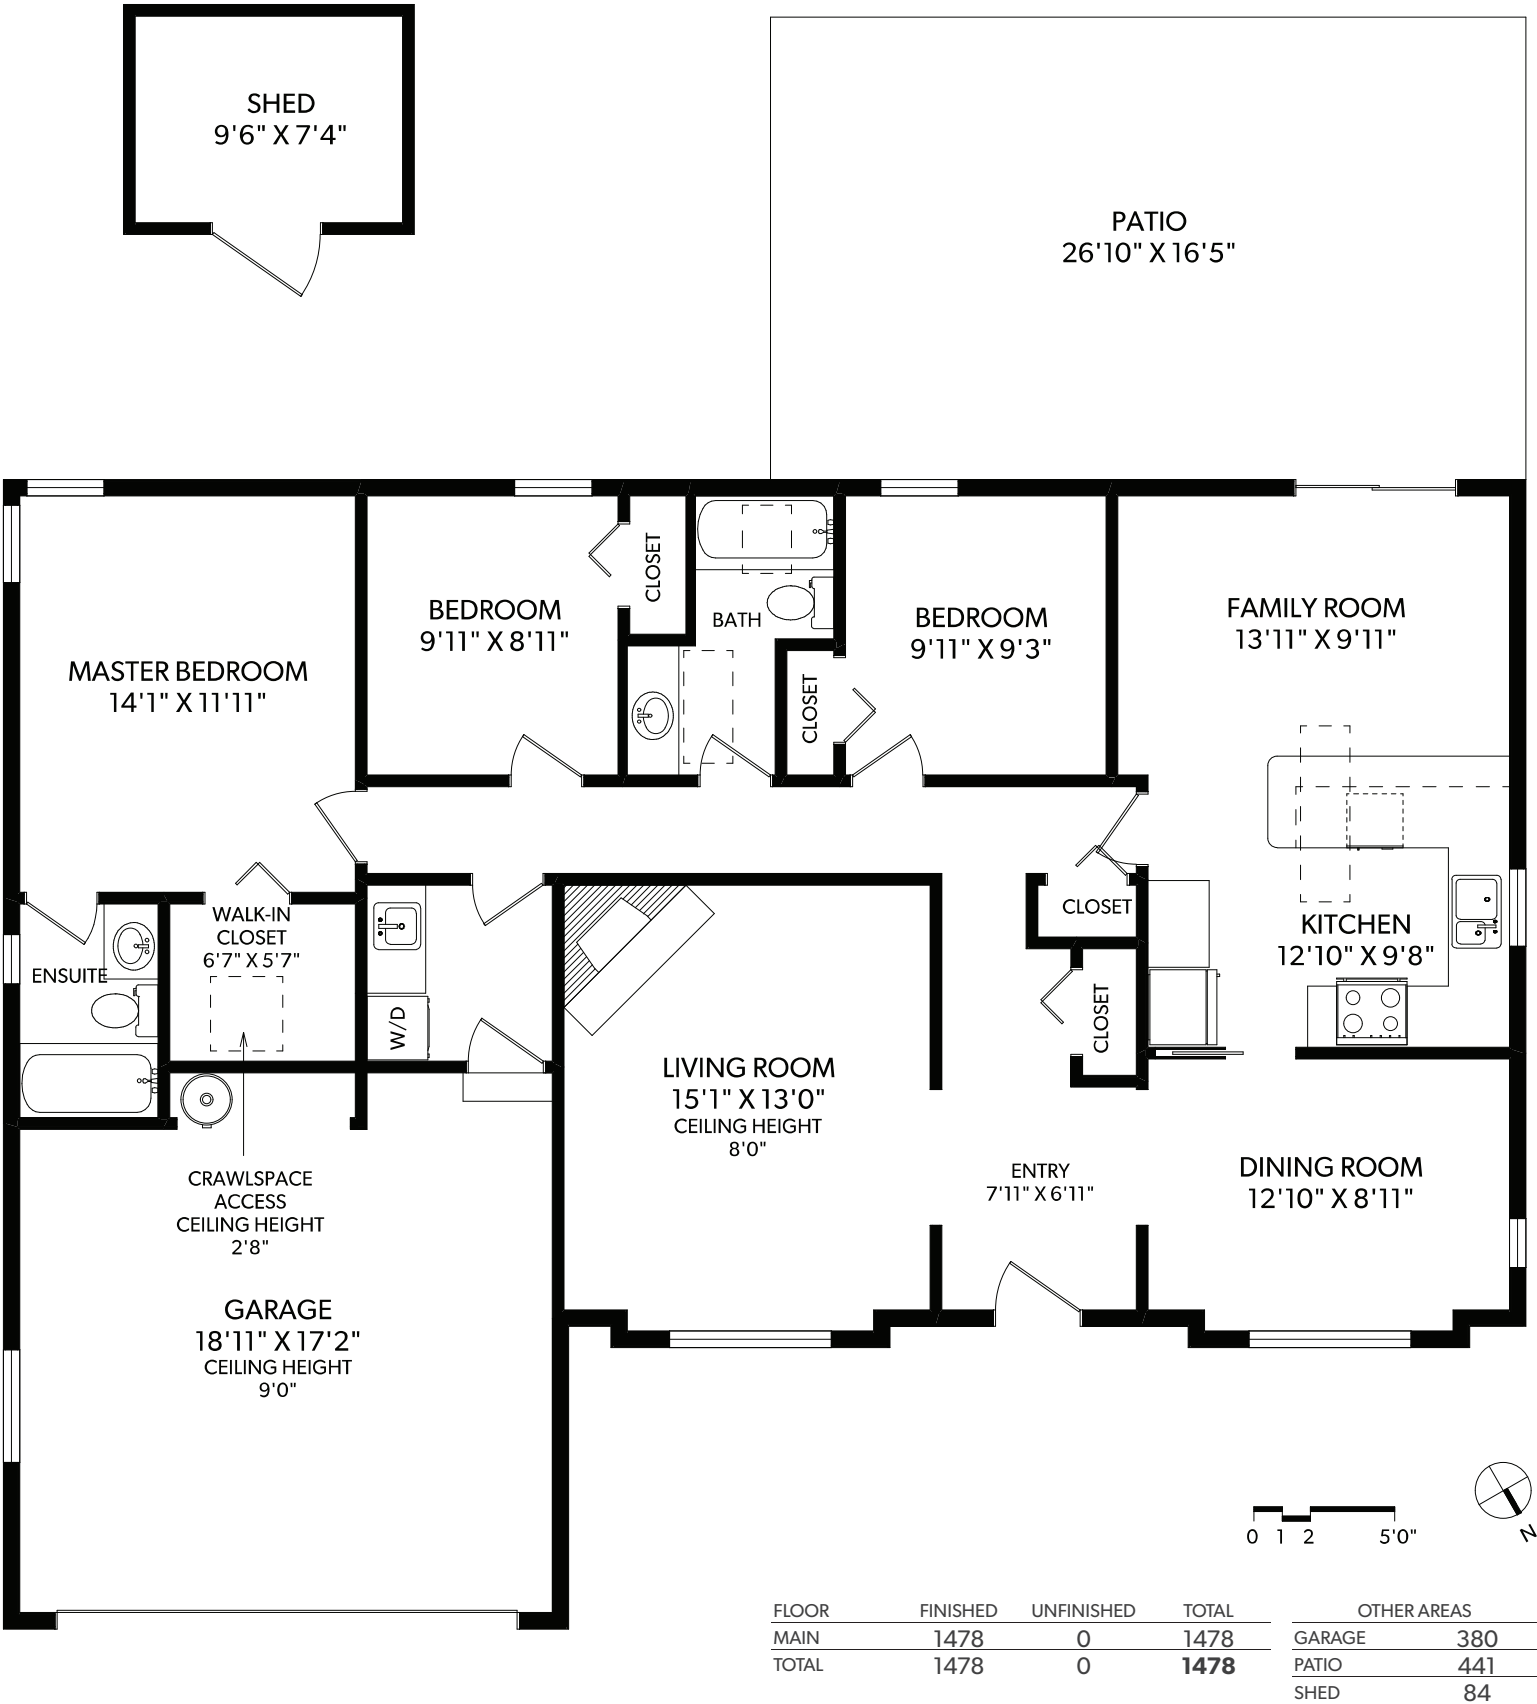 SHED
9'6" X 7'4"
PATIO
26'10" X 16'5"
CLOSET
BEDROOM
9'11" X 8'11"
BATH
BEDROOM
9'11" X 9'3"
FAMILY ROOM
13'11" X 9'11"
MASTER BEDROOM
14'1" X 11'11"
CLOSET
WALK-IN
CLOSET
6'7" X 5'7"
ENSUITE
W/D
CLOSET
KITCHEN
12'10" X 9'8"
CLOSET
LIVING ROOM
15'1" X 13'0"
CEILING HEIGHT
8'0"
ENTRY
7'11" X 6'11"
DINING ROOM
12'10" X 8'11"
CRAWLSPACE
ACCESS
CEILING HEIGHT
2'8"
GARAGE
18'11" X 17'2"
CEILING HEIGHT
9'0"
0 1 2 5'0"
N
FLOOR FINISHED UNFINISHED TOTAL
MAIN 1478 0 1478
TOTAL 1478 0 1478
OTHER AREAS
GARAGE 380
PATIO 441
SHED 84